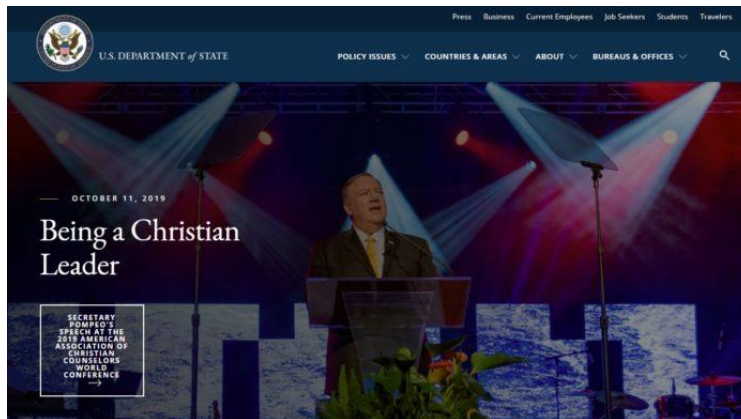 Press Business Current Employees Job Seekers Students Travelers
U.S. DEPARTMENT of STATE
POLICY ISSUES COUNTRIES & AREAS ABOUT BUREAUS & OFFICES
OCTOBER 11, 2019
Being a Christian
Leader
SECRETARY
POMPEO'S
SPEECH AT THE
2019 AMERICAN
ASSOCIATION OF
CHRISTIAN
COUNSELORS
WORLD
CONFERENCE